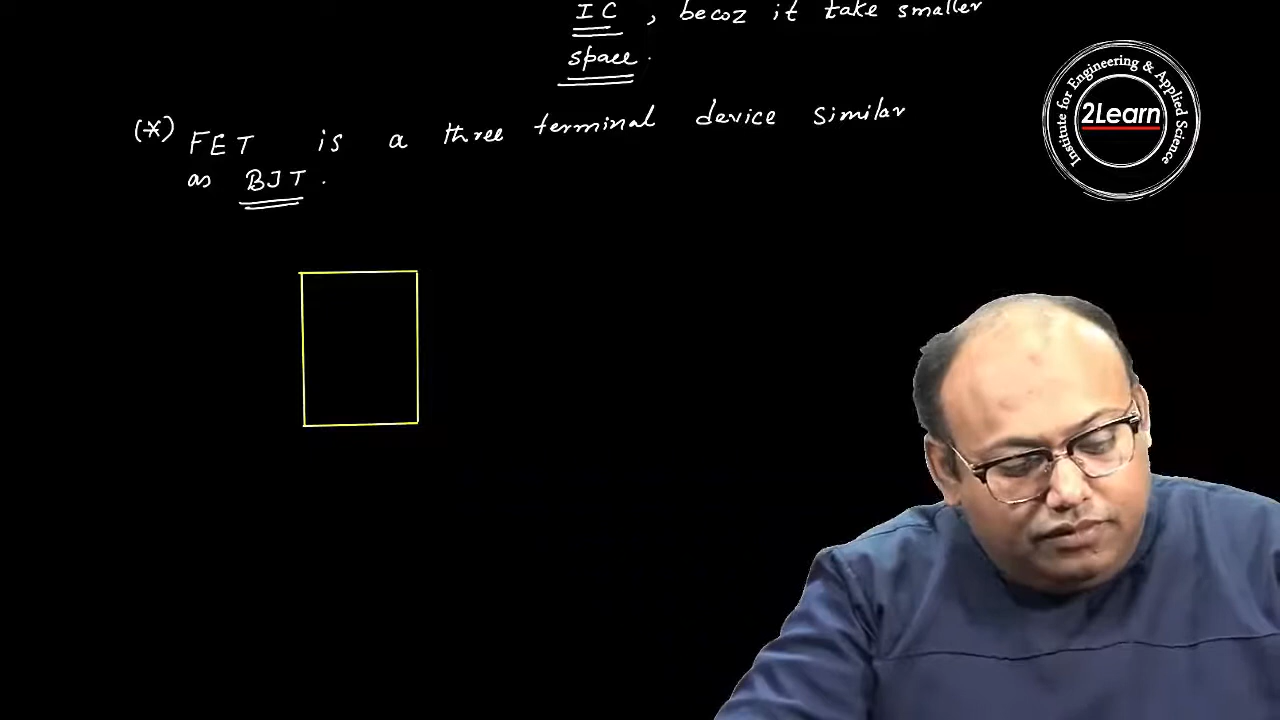 IC , becoz it take smaller
space.
(*) FET is a three terminal device similar
as BJT.
Institute for Engineering & Applied Science
2Learn